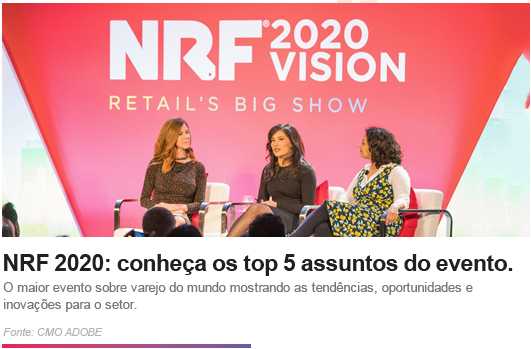 NRF® 2020
VISION
RETAIL'S BIG SHOW
NRF 2020: conheça os top 5 assuntos do evento.
O maior evento sobre varejo do mundo mostrando as tendências, oportunidades e
inovações para o setor.
Fonte: CMO ADOBE